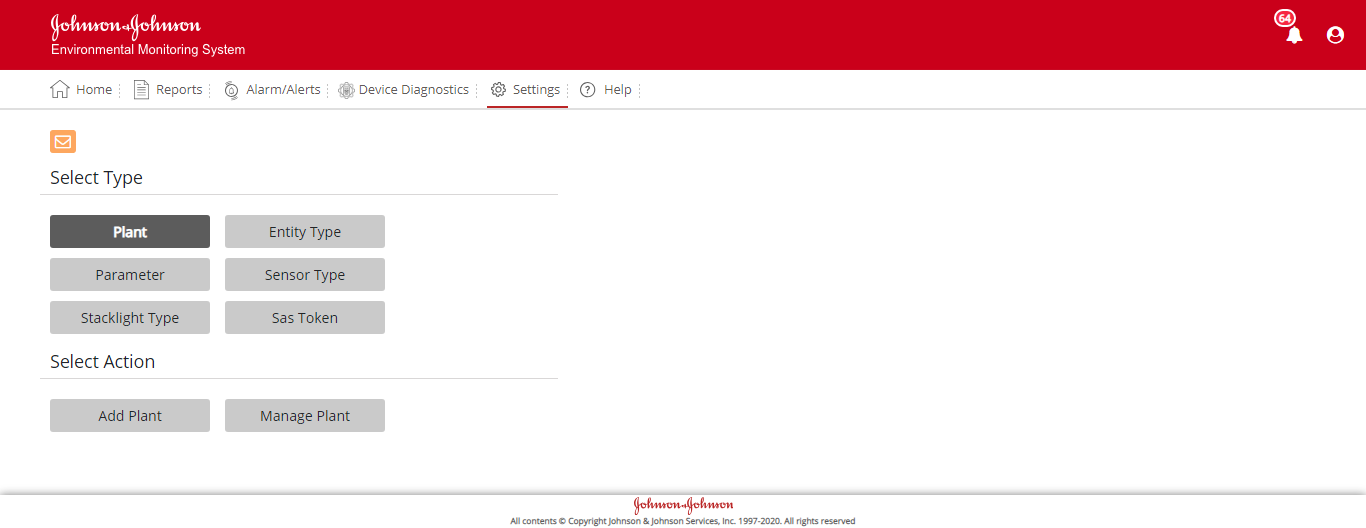 Johnson & Johnson
64
Environmental Monitoring System
Home
Reports
Alarm/Alerts
Device Diagnostics
Settings
? Help
Select Type
Plant
Entity Type
Parameter
Sensor Type
Stacklight Type
Sas Token
Select Action
Add Plant
Manage Plant
Johnson & Johnson
All contents © Copyright Johnson & Johnson Services, Inc. 1997-2020. All rights reserved